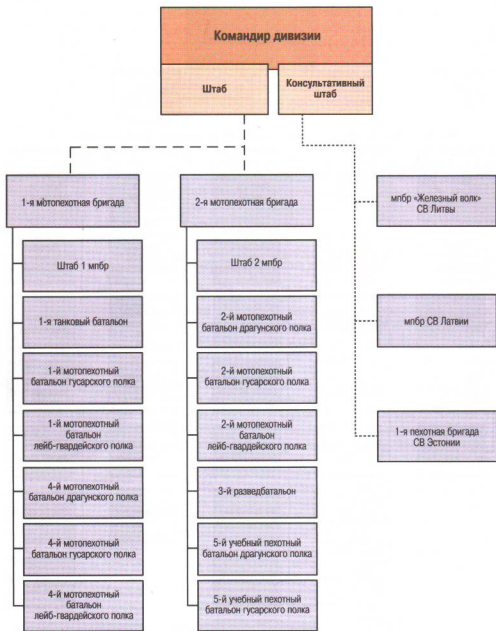 Командир дивизии
Штаб
Консультативный
штаб
1-я мотопехотная бригада
2-я мотопехотная бригада
мпбр «Железный волк»
СВ Литвы
Штаб 1 мпбр
Штаб 2 мпбр
1-я танковый батальон
2-й мотопехотный
батальон драгунского полка
мпбр СВ Латвии
1-й мотопехотный
батальон гусарского полка
2-й мотопехотный
батальон гусарского полка
1-й мотопехотный
батальон
лейб-гвардейского полка
2-й мотопехотный
батальон
лейб-гвардейского полка
1-я пехотная бригада
СВ Эстонии
4-й мотопехотный
батальон драгунского полка
3-й разведбатальон
4-й мотопехотный
батальон гусарского полка
5-й учебный пехотный
батальон драгунского полка
4-й мотопехотный
батальон
лейб-гвардейского полка
5-й учебный пехотный
батальон гусарского полка